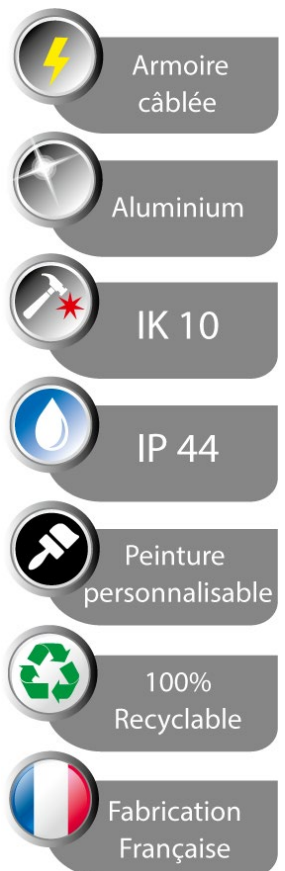 Armoire
câblée
Aluminium
IK 10
IP 44
Peinture
personnalisable
100%
Recyclable
Fabrication
Française